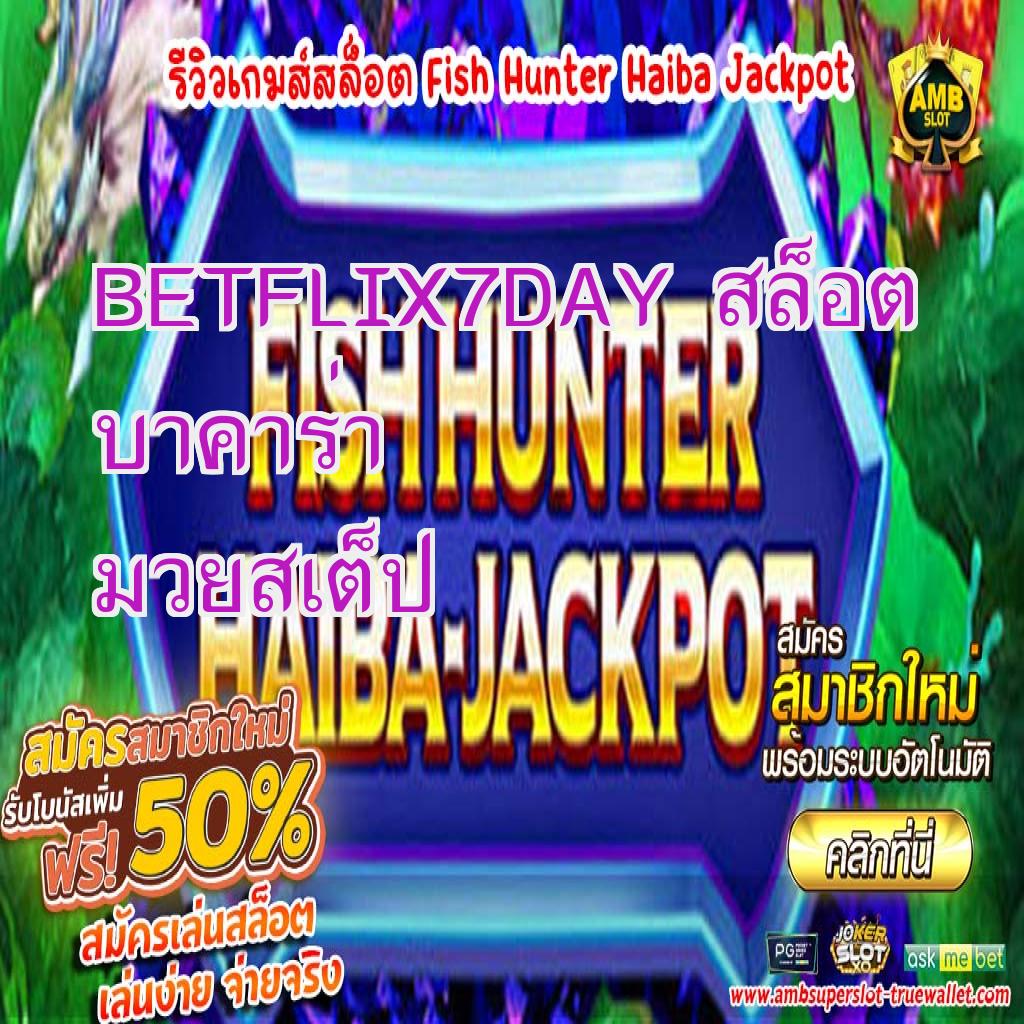 รีวิวเกมส์สล็อต Fish Hunter Haiba Jackpot
AMB
SLOT
BETFLIX7DAY สล็อต
FISH HUNTER
บาคาร่า
มวยสเต็ป
HAIBA-JACKPOT
สมัคร
สมาชิกใหม่
พร้อมระบบอัตโนมัติ
คลิกที่นี่
สมัครสมาชิกใหม่
รับโบนัสเพิ่ม
ฟรี! 50%
สมัครเล่นสล็อต
เล่นง่าย จ่ายจริง
PG
JOKER
SLOT
XO
ask me bet
www.ambsuperslot-truewallet.com